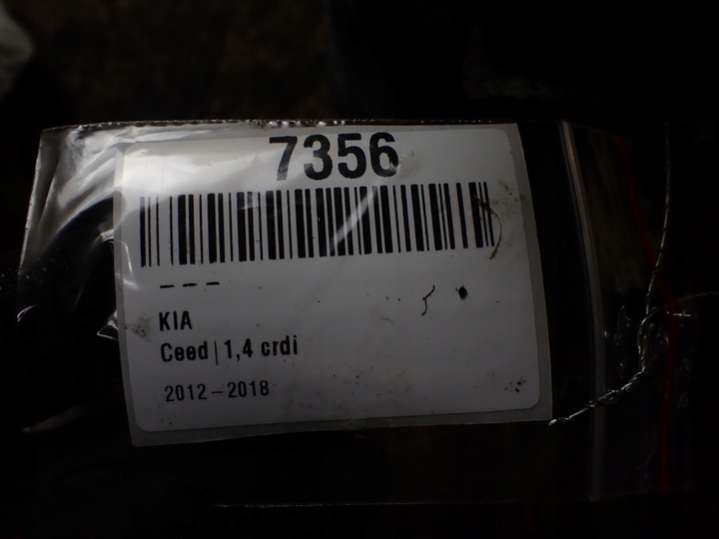 7356
---
KIA
Ceed | 1,4 crdi
2012-2018